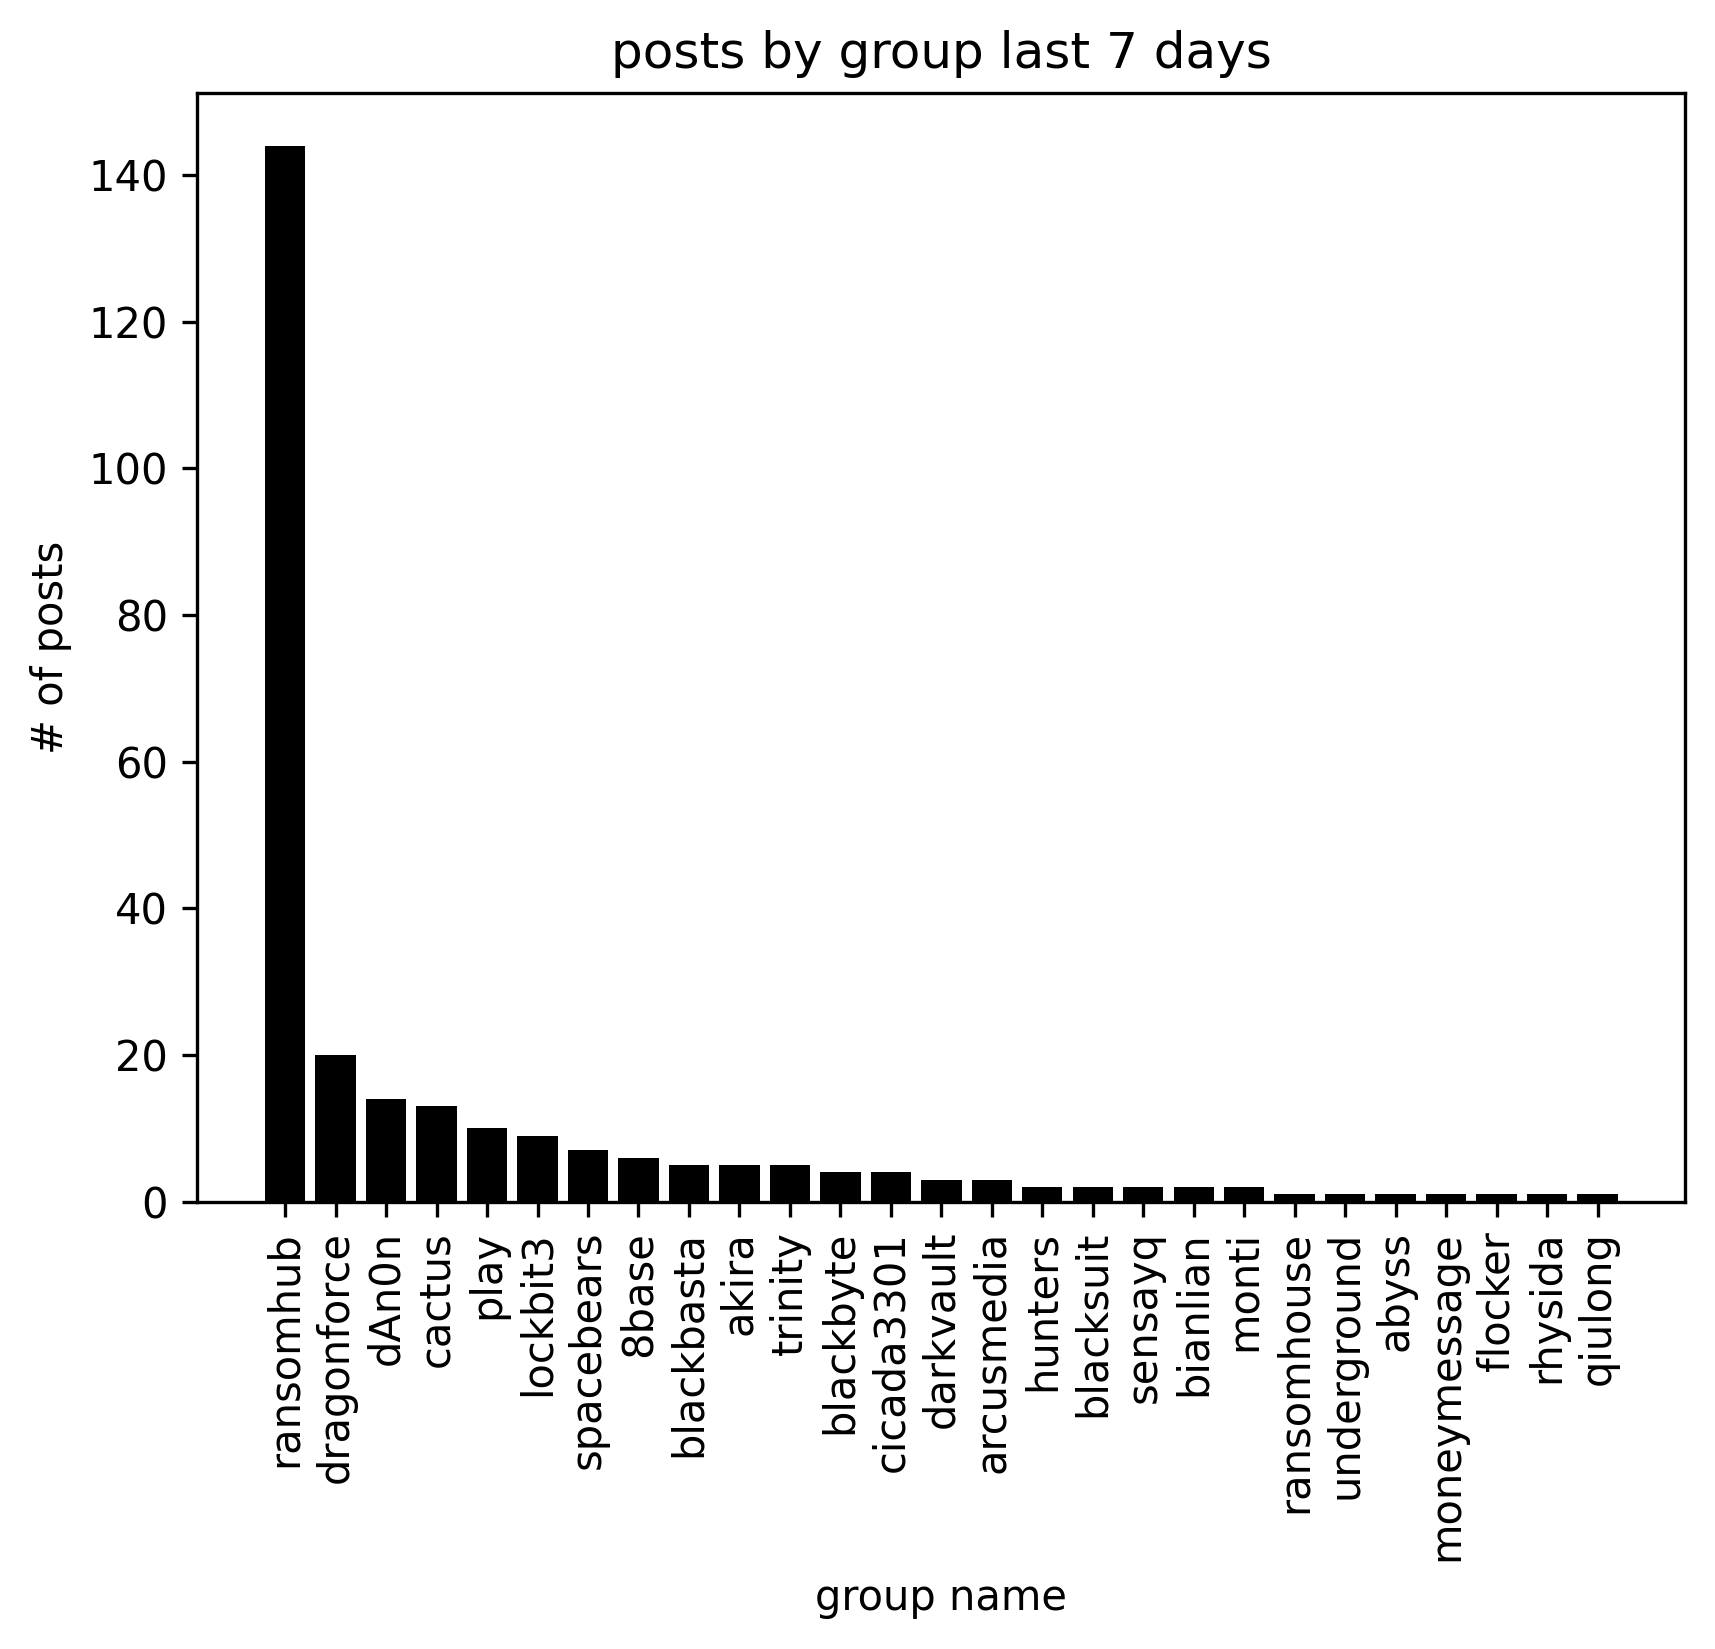 posts by group last 7 days
# of posts
140
120
100
80
60
40
20
0
ransomhub
dragonforce
dAn0n
cactus
play
lockbit3
spacebears
8base
blackbasta
akira
trinity
blackbyte
cicada3301
darkvault
arcusmedia
hunters
blacksuit
sensayq
bianlian
monti
ransomhouse
underground
abyss
moneymessage
flocker
rhysida
qiulong
group name